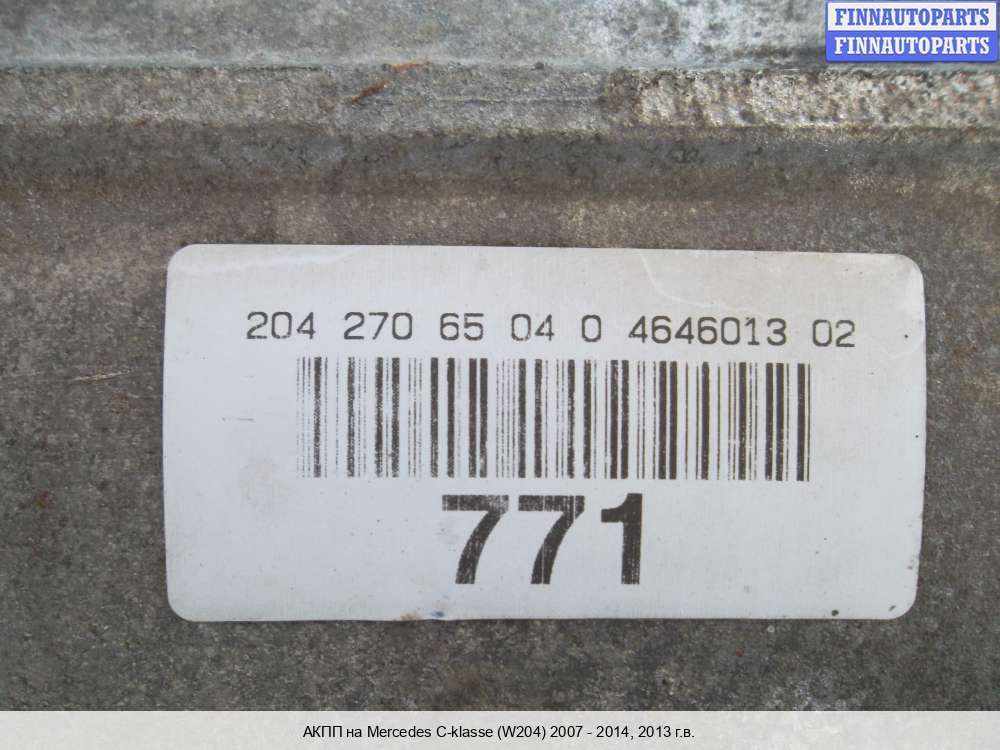 FINNAUTOPARTS
FINNAUTOPARTS
204 270 65 04 0 4646013 02
771
АКПП на Mercedes C-klasse (W204) 2007 - 2014, 2013 г.в.